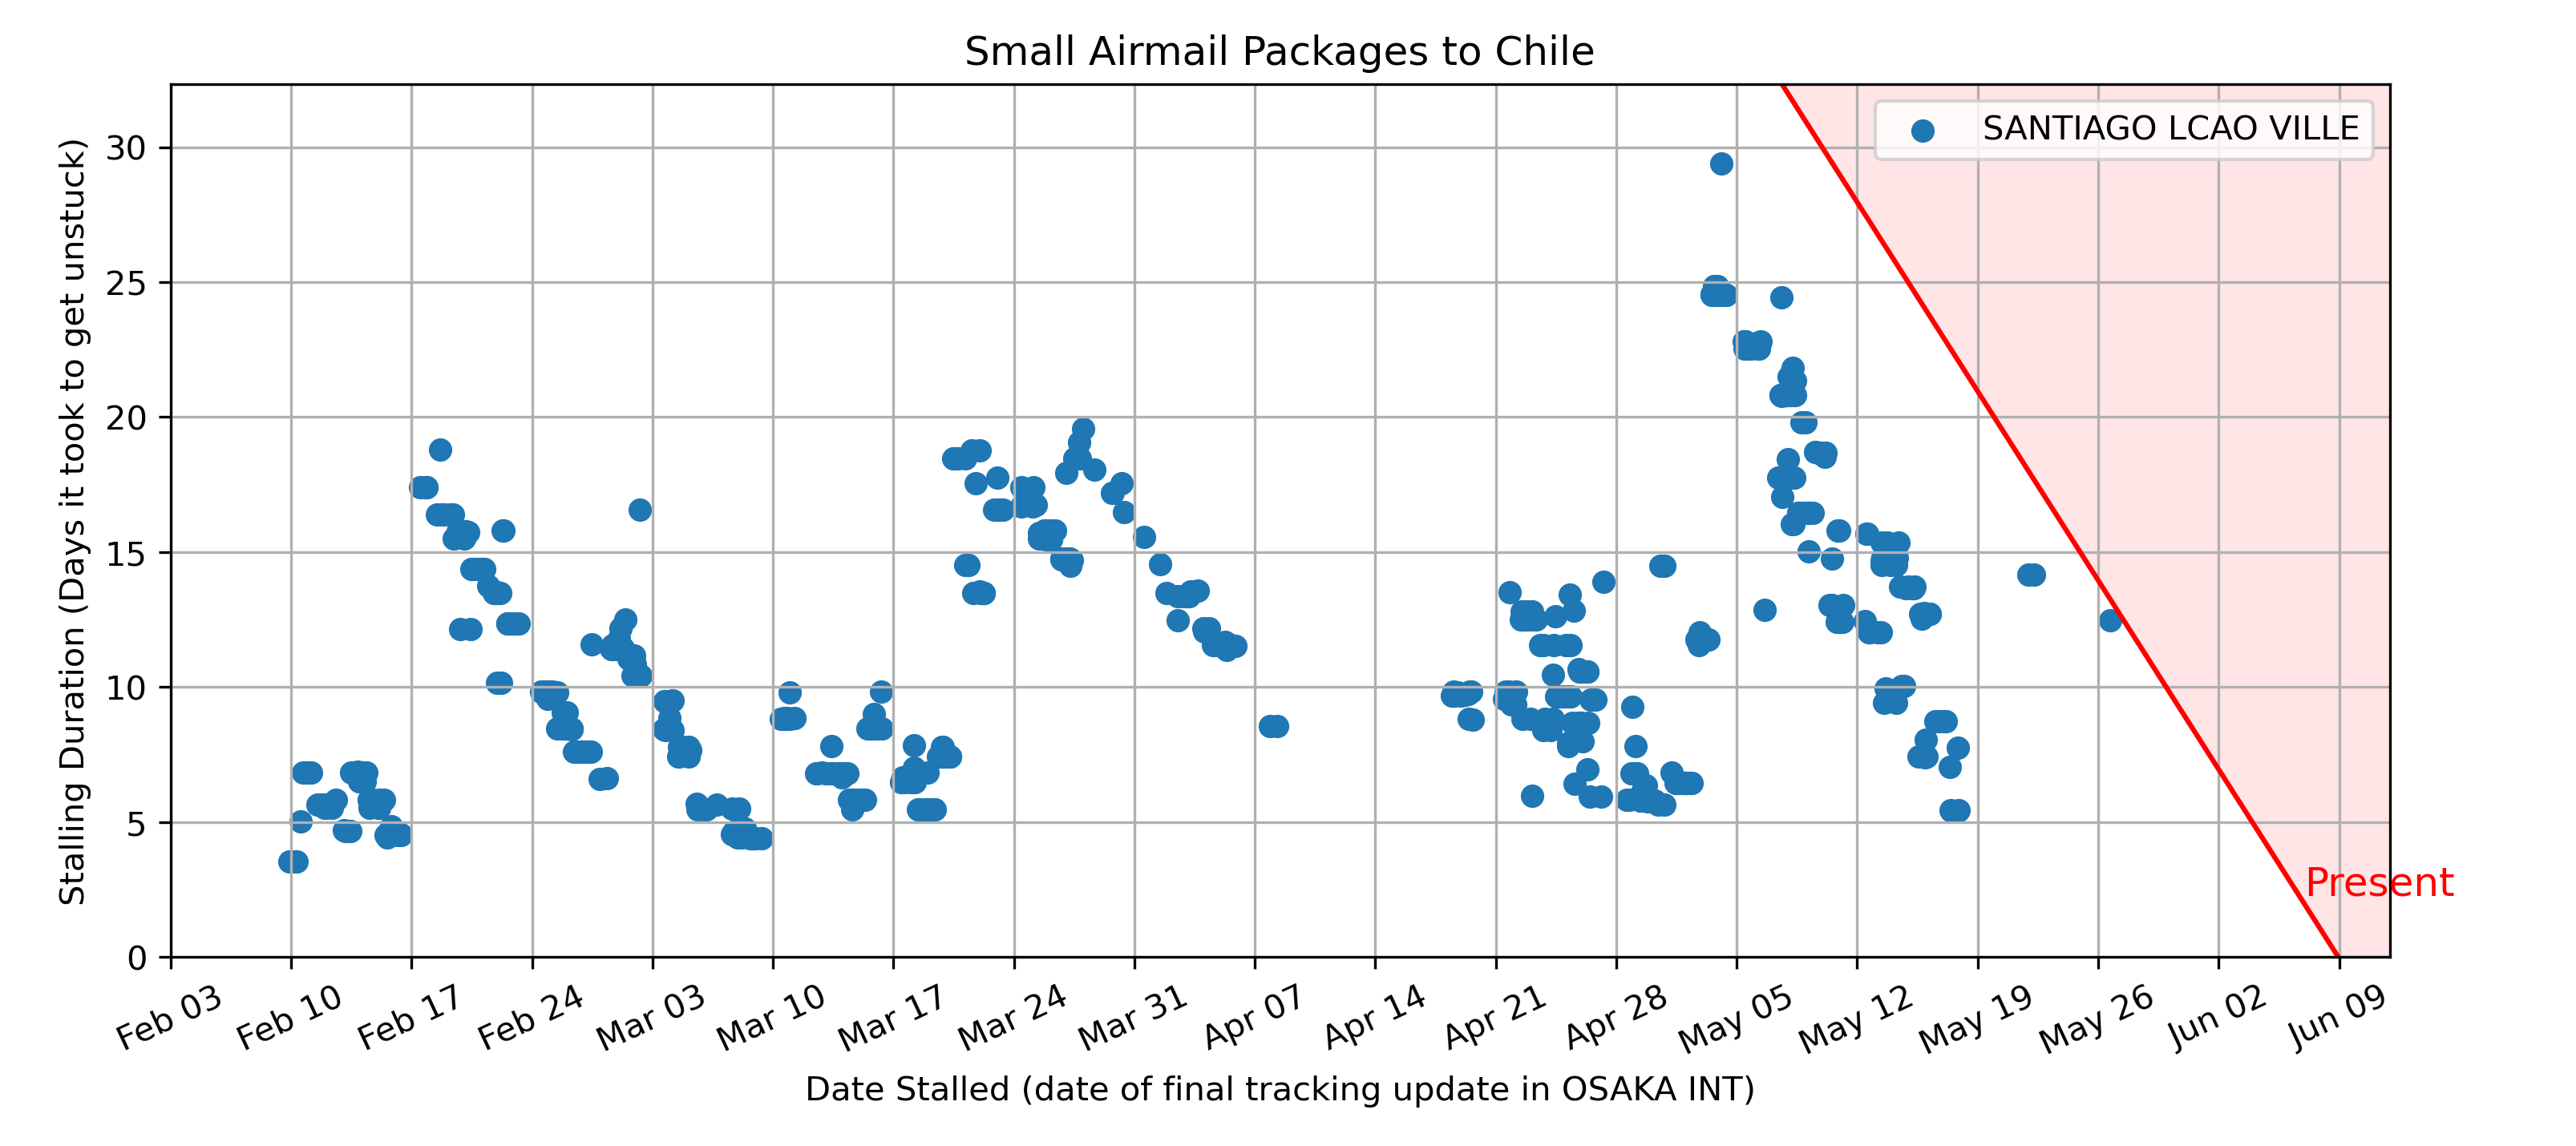 Small Airmail Packages to Chile
SANTIAGO LCAO VILLE
Stalling Duration (Days it took to get unstuck)
30
25
20
15
10
5
0
Present
Feb 03
Feb 10
Feb 17
Feb 24
Mar 03
Mar 10
Mar 17
Mar 24
Mar 31
Apr 07
Apr 14
Apr 21
Apr 28
May 05
May 12
May 19
May 26
Jun 02
Jun 09
Date Stalled (date of final tracking update in OSAKA INT)